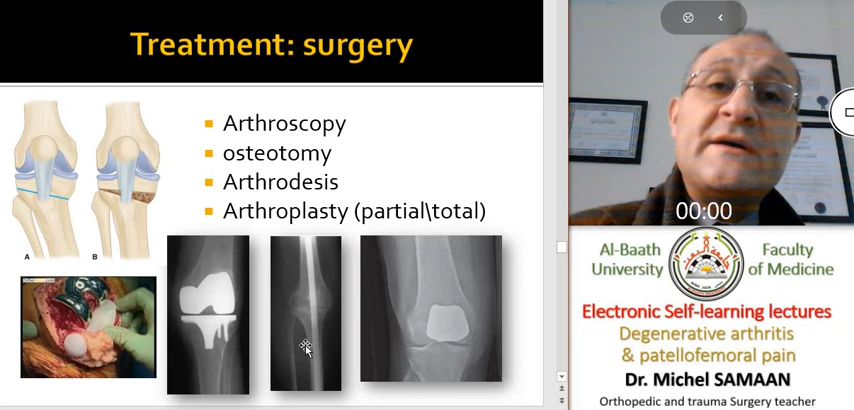 Treatment: surgery
Arthroscopy
osteotomy
Arthrodesis
Arthroplasty (partial\total)
A
B
00:00
Al-Baath
University
Faculty
of Medicine
Electronic Self-learning lectures
Degenerative arthritis
& patellofemoral pain
Dr. Michel SAMAAN
Orthopedic and trauma Surgery teacher